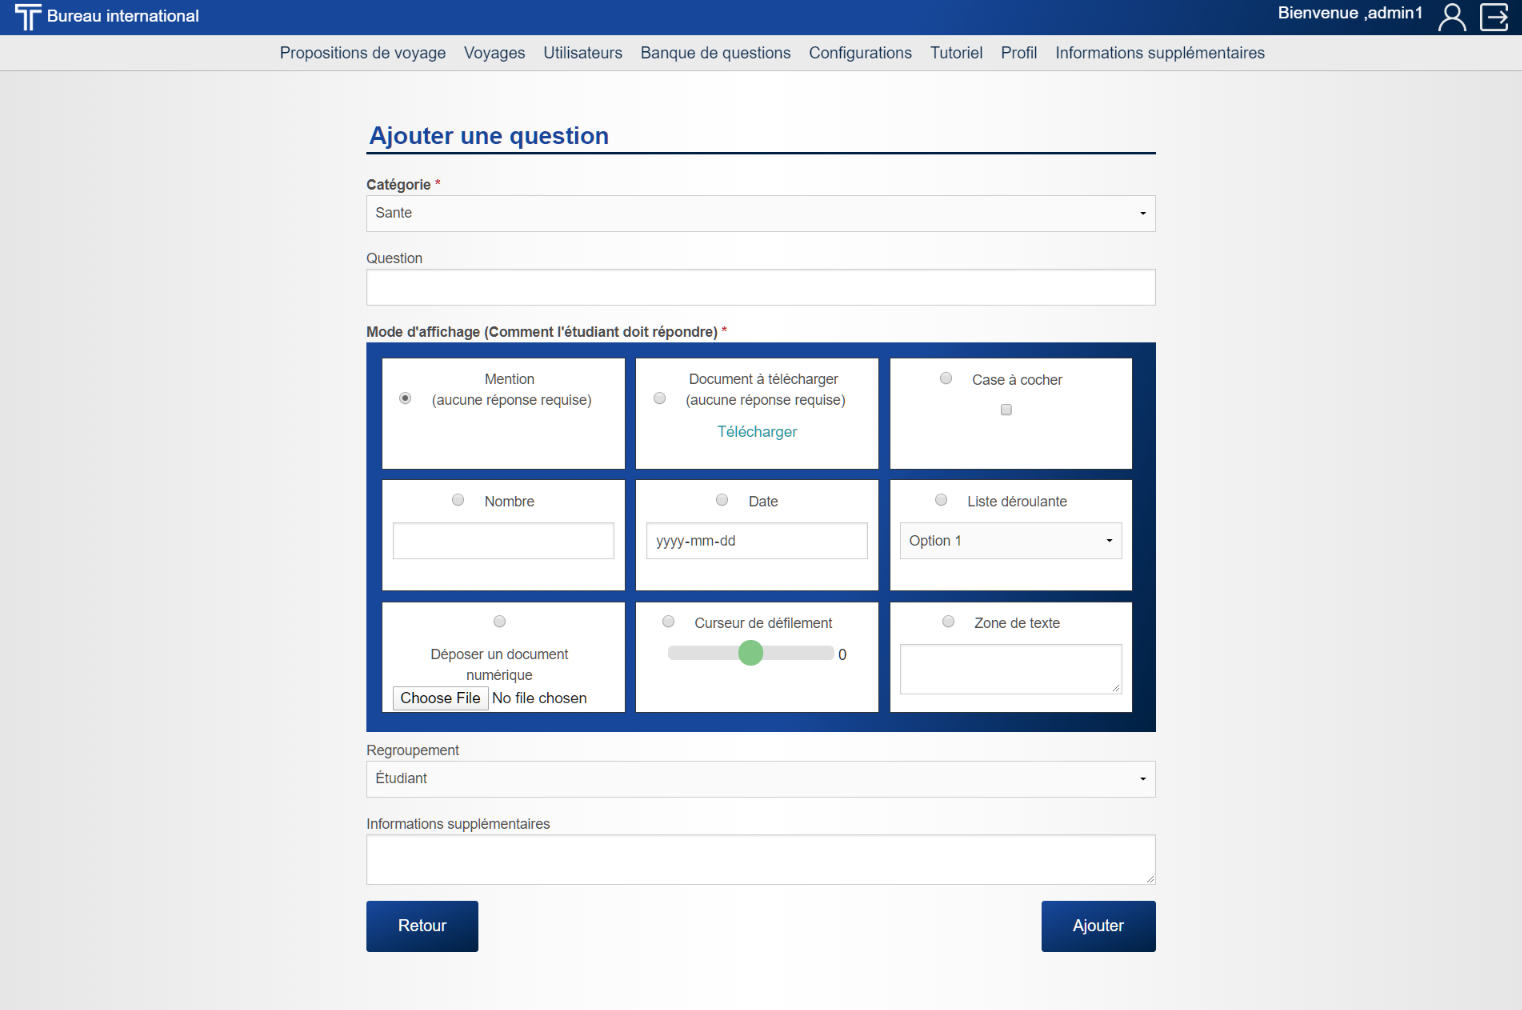 Bureau international
Bienvenue ,admin1
Propositions de voyage Voyages Utilisateurs Banque de questions Configurations Tutoriel Profil Informations supplémentaires
Ajouter une question
Catégorie *
Sante
Question
Mode d'affichage (Comment l'étudiant doit répondre) *
Mention
(aucune réponse requise)
Document à télécharger
(aucune réponse requise)
Télécharger
Case à cocher
Nombre
Date
yyyy-mm-dd
Liste déroulante
Option 1
Déposer un document
numérique
Choose File No file chosen
Curseur de défilement
0
Zone de texte
Regroupement
Étudiant
Informations supplémentaires
Retour
Ajouter